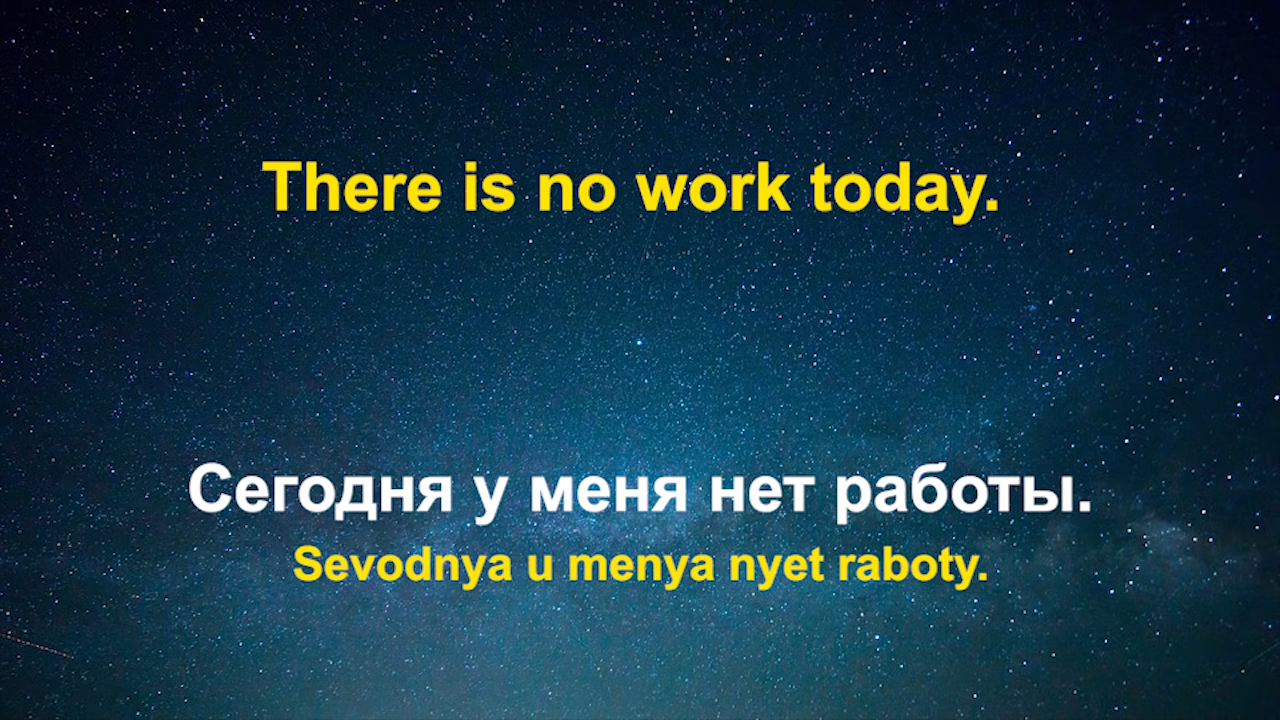 There is no work today.
Сегодня у меня нет работы.
Sevodnya u menya nyet raboty.